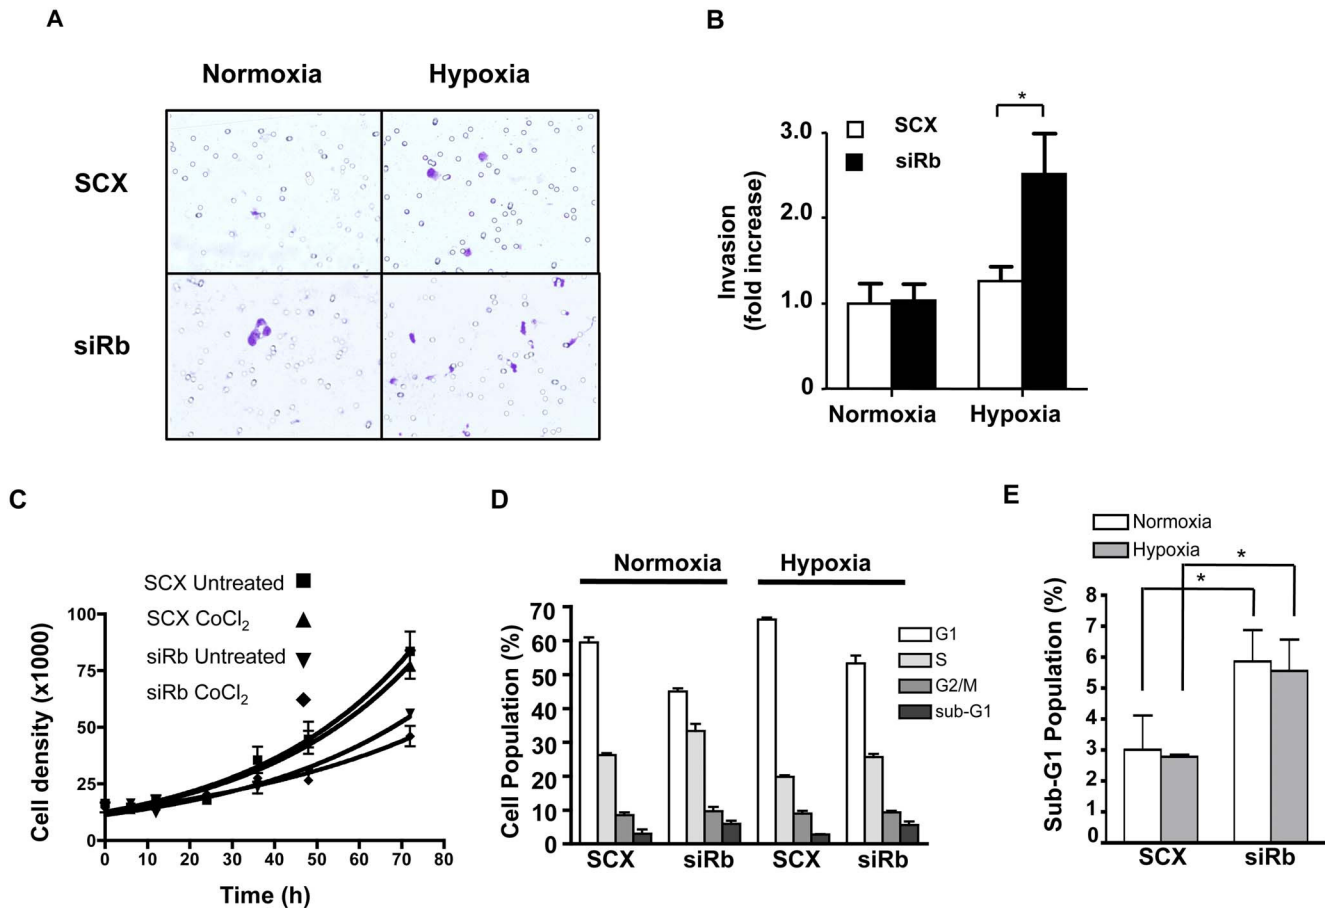 A
Normoxia Hypoxia
SCX
siRb
B
*
SCX
siRb
3.0
2.0
1.0
0
Invasion
(fold increase)
Normoxia Hypoxia
C
SCX Untreated
SCX CoCl₂
siRb Untreated
siRb CoCl₂
100
75
50
25
0
Cell density (x1000)
0 10 20 30 40 50 60 70 80
Time (h)
D
Normoxia Hypoxia
70
60
50
40
30
20
10
0
Cell Population (%)
G1
S
G2/M
sub-G1
SCX siRb SCX siRb
E
Normoxia
Hypoxia
*
*
8
7
6
5
4
3
2
1
0
Sub-G1 Population (%)
SCX siRb